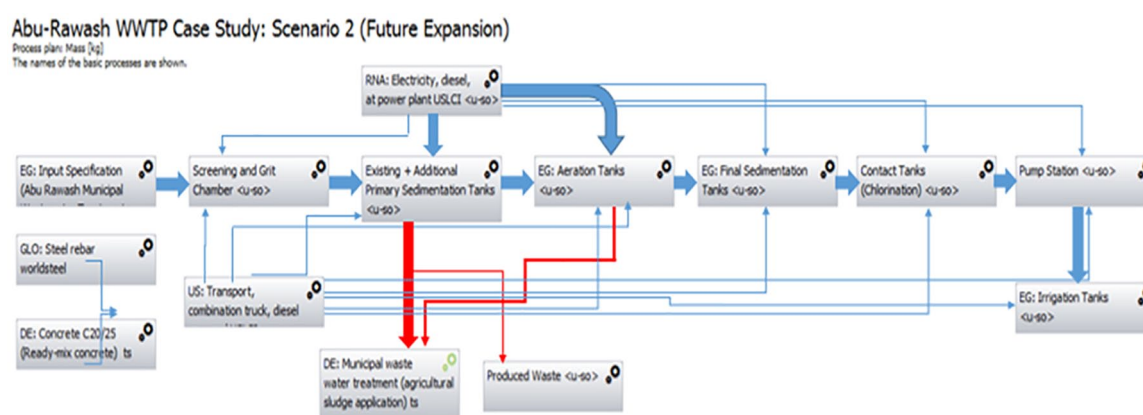 Abu-Rawash WWTP Case Study: Scenario 2 (Future Expansion)
Process plan: Mass [kg]
The names of the basic processes are shown.
RNA: Electricity, diesel,
at power plant USLCI <u-so>
EG: Input Specification
(Abu Rawash Municipal
Screening and Grit
Chamber <u-so>
Existing + Additional
Primary Sedimentation Tanks
<u-so>
EG: Aeration Tanks
<u-so>
EG: Final Sedimentation
Tanks <u-so>
Contact Tanks
(Chlorination) <u-so>
Pump Station <u-so>
GLO: Steel rebar
worldsteel
US: Transport,
combination truck, diesel
EG: Irrigation Tanks
<u-so>
DE: Concrete C20/25
(Ready-mix concrete) ts
DE: Municipal waste
water treatment (agricultural
sludge application) ts
Produced Waste <u-so>